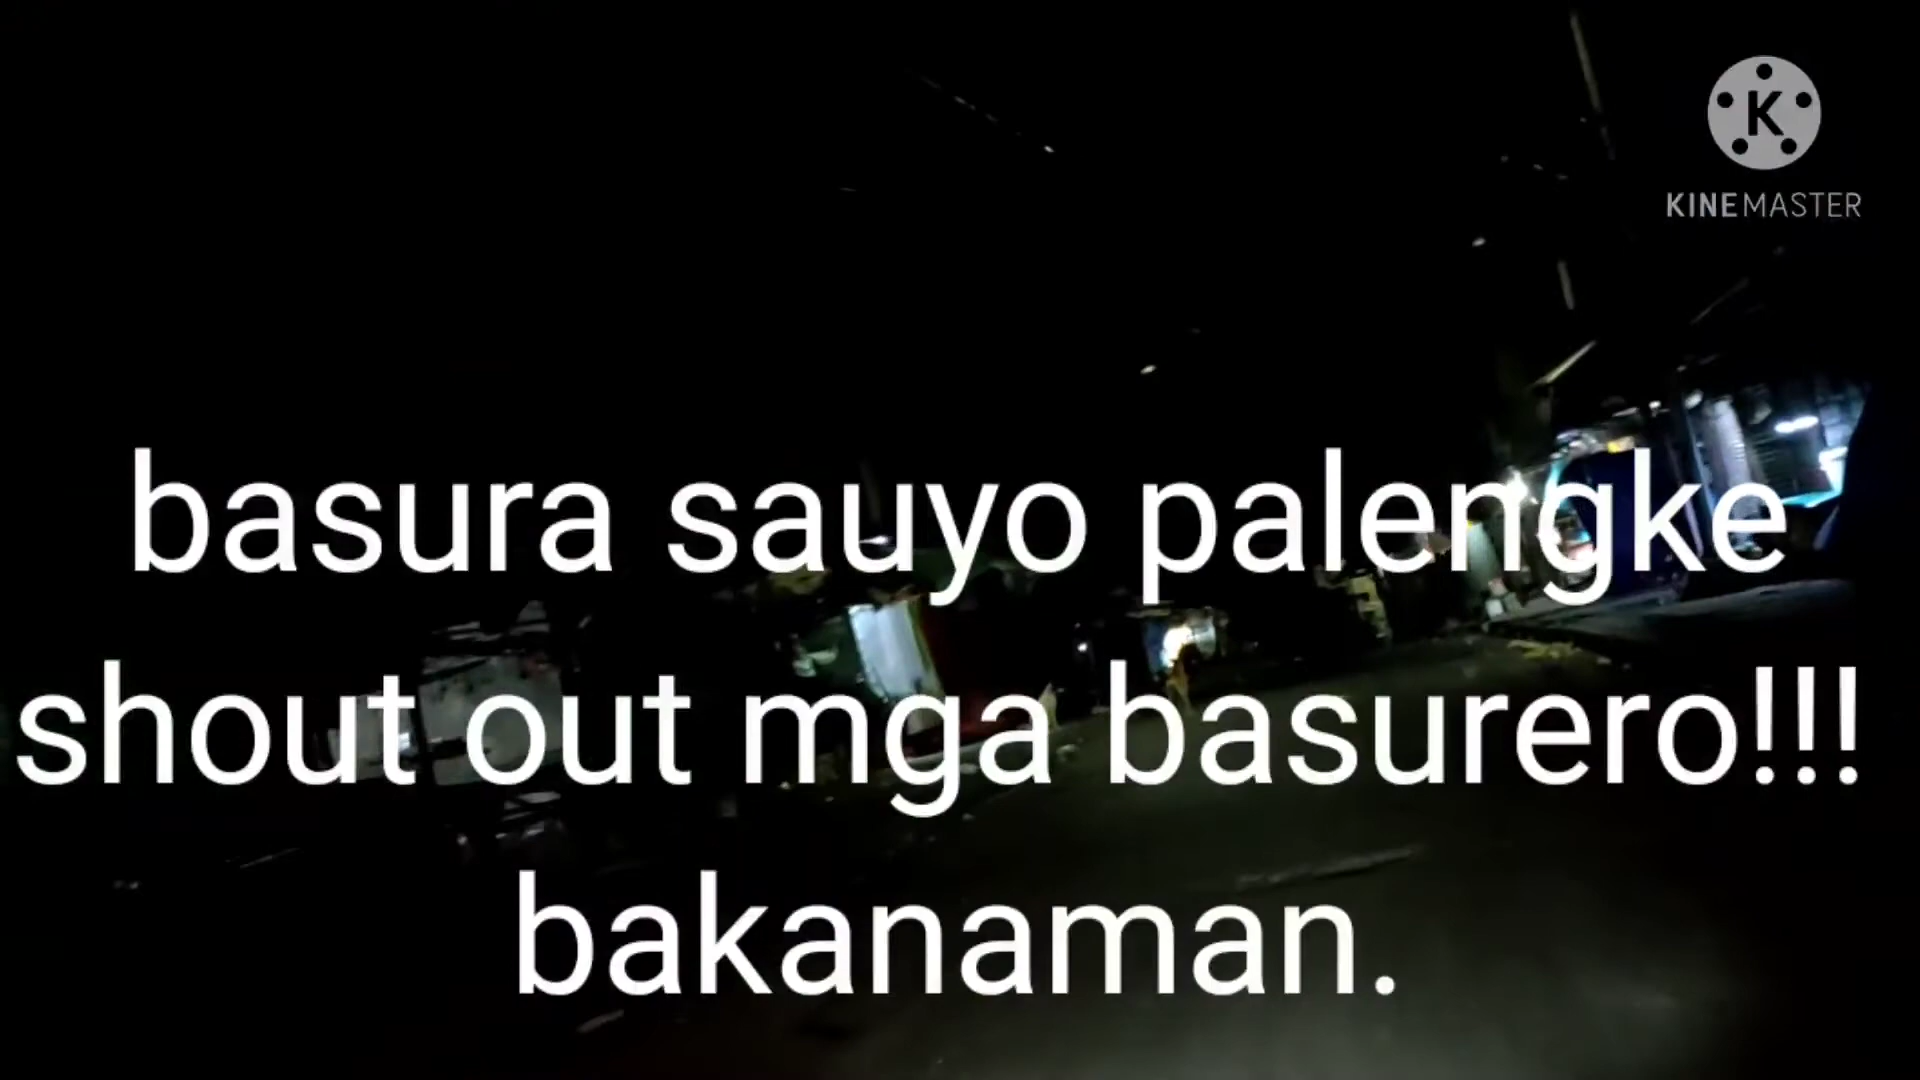 K
KINEMASTER
basura sauyo palengke
shout out mga basurero!!!
bakanaman.